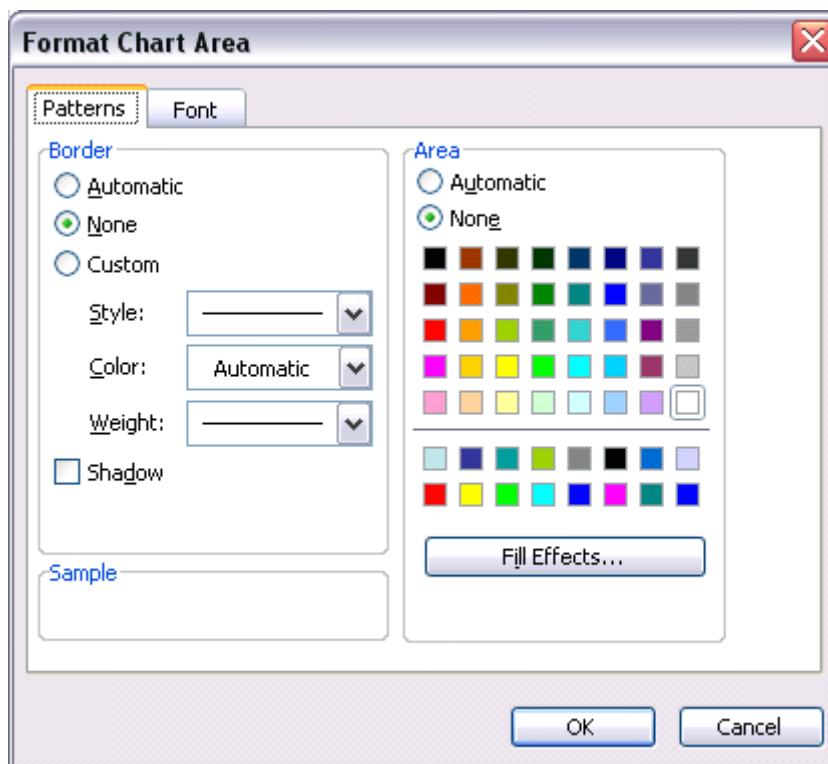 Format Chart Area
Patterns Font
Border
Automatic
None
Custom
Style:
Color: Automatic
Weight:
Shadow
Sample
Area
Automatic
None
Fill Effects...
OK Cancel